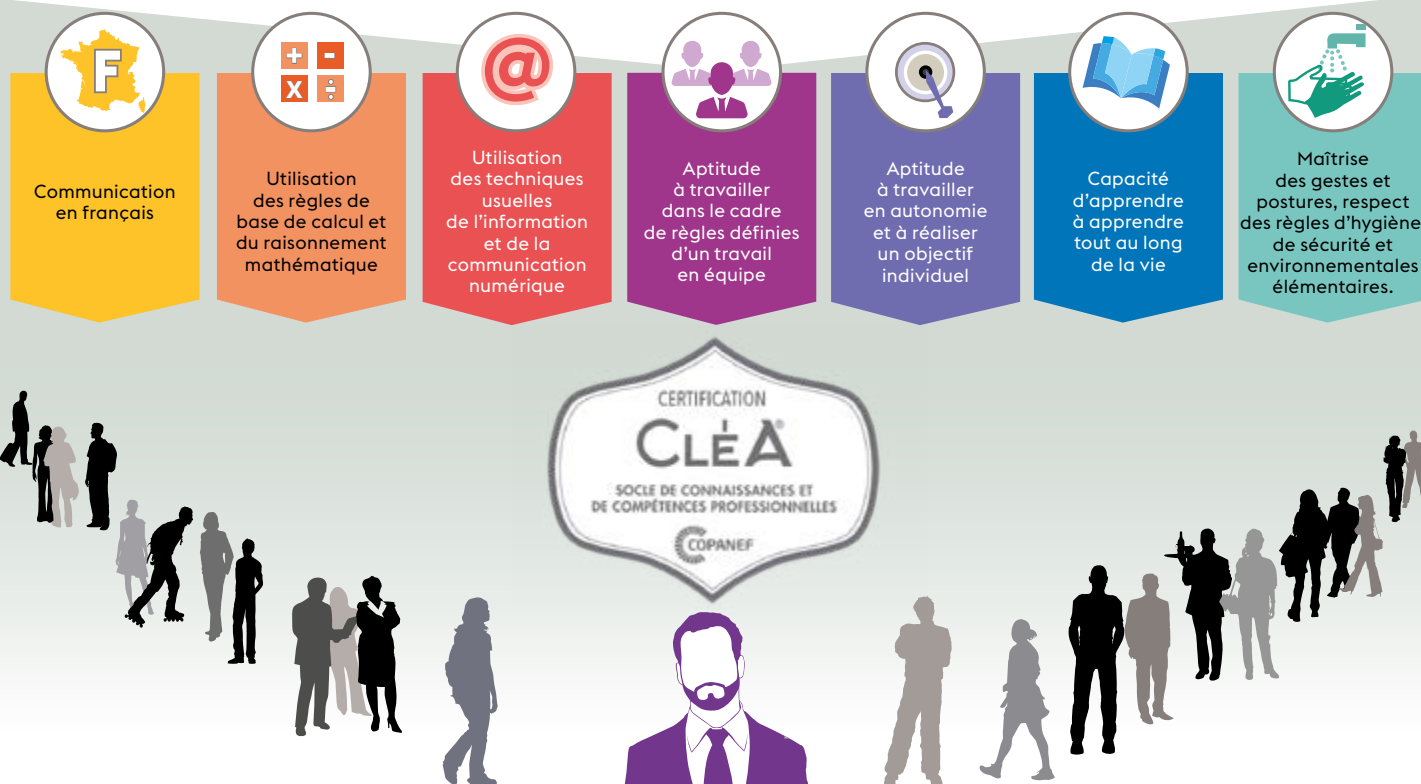 F
+ -
X ÷
@
Communication
en français
Utilisation
des règles de
base de calcul et
du raisonnement
mathématique
Utilisation
des techniques
usuelles
de l'information
et de la
communication
numérique
Aptitude
à travailler
dans le cadre
de règles définies
d'un travail
en équipe
Aptitude
à travailler
en autonomie
et à réaliser
un objectif
individuel
Capacité
d'apprendre
à apprendre
tout au long
de la vie
Maîtrise
des gestes et
postures, respect
des règles d'hygiène
de sécurité et
environnementales
élémentaires.
CERTIFICATION
CLÉA®
SOCLE DE CONNAISSANCES ET
DE COMPÉTENCES PROFESSIONNELLES
COPANEF